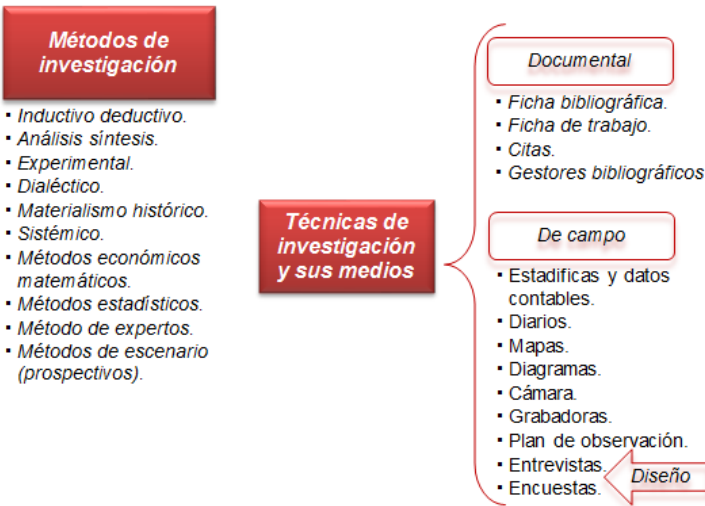 Métodos de
investigación
▪ Inductivo deductivo.
▪ Análisis síntesis.
▪ Experimental.
▪ Dialéctico.
▪ Materialismo histórico.
▪ Sistémico.
▪ Métodos económicos
matemáticos.
▪ Métodos estadísticos.
▪ Método de expertos.
▪ Métodos de escenario
(prospectivos).
Técnicas de
investigación
y sus medios
Documental
▪ Ficha bibliográfica.
▪ Ficha de trabajo.
▪ Citas.
▪ Gestores bibliográficos
De campo
▪ Estadificas y datos
contables.
▪ Diarios.
▪ Mapas.
▪ Diagramas.
▪ Cámara.
▪ Grabadoras.
▪ Plan de observación.
▪ Entrevistas.
▪ Encuestas.
Diseño